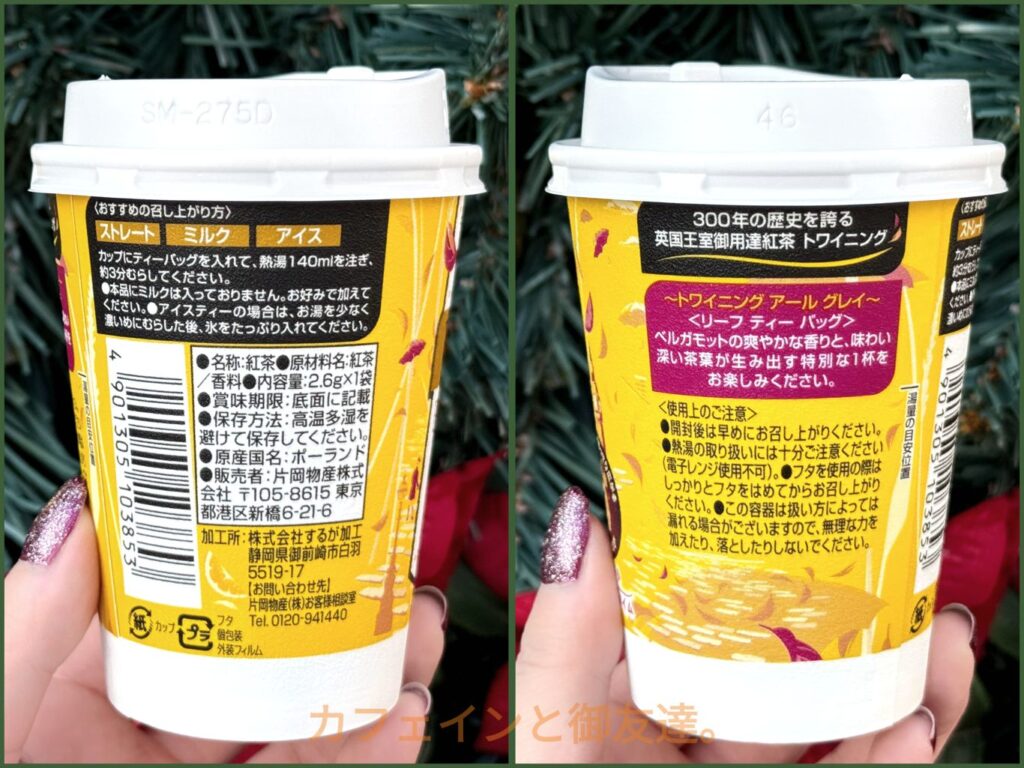 SM-275D
〈おすすめの召し上がり方〉
ストレート ミルク アイス
カップにティーバッグを入れて、熱湯140mlを注ぎ、
約3分むらしてください。
●本品にミルクは入っておりません。お好みで加えて
ください。●アイスティーの場合は、お湯を少なく
濃いめにむらした後、氷をたっぷり入れてください。
4 901305 103853
●名称:紅茶●原材料名:紅茶
/香料●内容量:2.6g×1袋
●賞味期限:底面に記載
●保存方法:高温多湿を
避けて保存してください。
●原産国名:ポーランド
●販売者:片岡物産株式
会社 〒105-8615 東京
都港区新橋6-21-6
加工所:株式会社するが加工
静岡県御前崎市白羽
5519-17
【お問い合わせ先】
片岡物産(株)お客様相談室
Tel. 0120-941440
紙 カップ プラ フタ
個包装
外装フィルム
46
300年の歴史を誇る
英国王室御用達紅茶 トワイニング
~トワイニング アール グレイ~
<リーフ ティー バッグ>
ベルガモットの爽やかな香りと、味わい
深い茶葉が生み出す特別な1杯を
お楽しみください。
<使用上のご注意>
●開封後は早めにお召し上がりください。
●熱湯の取り扱いには十分ご注意ください
(電子レンジ使用不可)。●フタを使用の際は
しっかりとフタをはめてからお召し上がり
ください。●この容器は扱い方によっては
漏れる場合がございますので、無理な力を
加えたり、落としたりしないでください。
湯量の目安位置
4 901305 103853
カフェインと御友達。